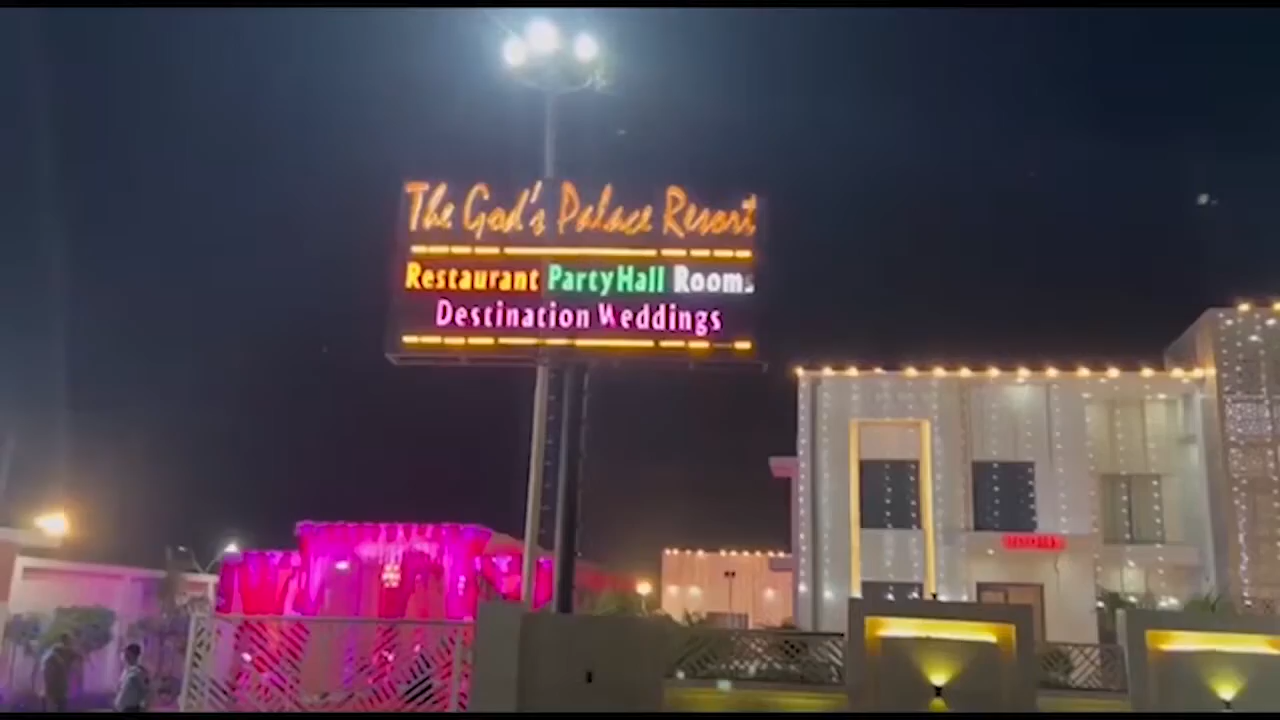 The God's Palace Resort
Restaurant PartyHall Rooms
Destination Weddings